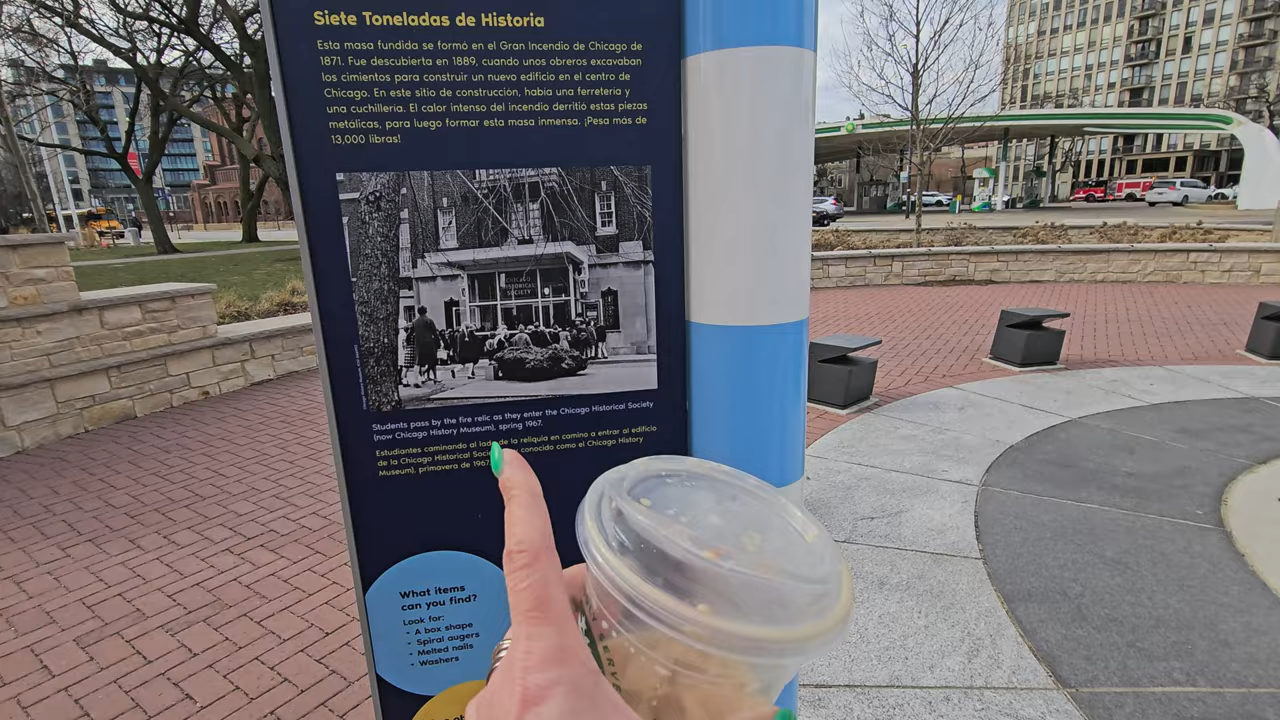 Siete Toneladas de Historia
Esta masa fundida se formó en el Gran Incendio de Chicago de
1871. Fue descubierta en 1889, cuando unos obreros excavaban
los cimientos para construir un nuevo edificio en el centro de
Chicago. En este sitio de construcción, había una ferretería y
una cuchillería. El calor intenso del incendio derritió estas piezas
metálicas, para luego formar esta masa inmensa. ¡Pesa más de
13,000 libras!
CHICAGO
HISTORICAL
SOCIETY
Students pass by the fire relic as they enter the Chicago Historical Society
(now Chicago History Museum), spring 1967.
Estudiantes caminando al lado de la reliquia en camino a entrar al edificio
de la Chicago Historical conocido como el Chicago History
Museum), primavera de 1967
What items
can you find?
Look for:
- A box shape
- Spiral augers
- Melted nails
- Washers